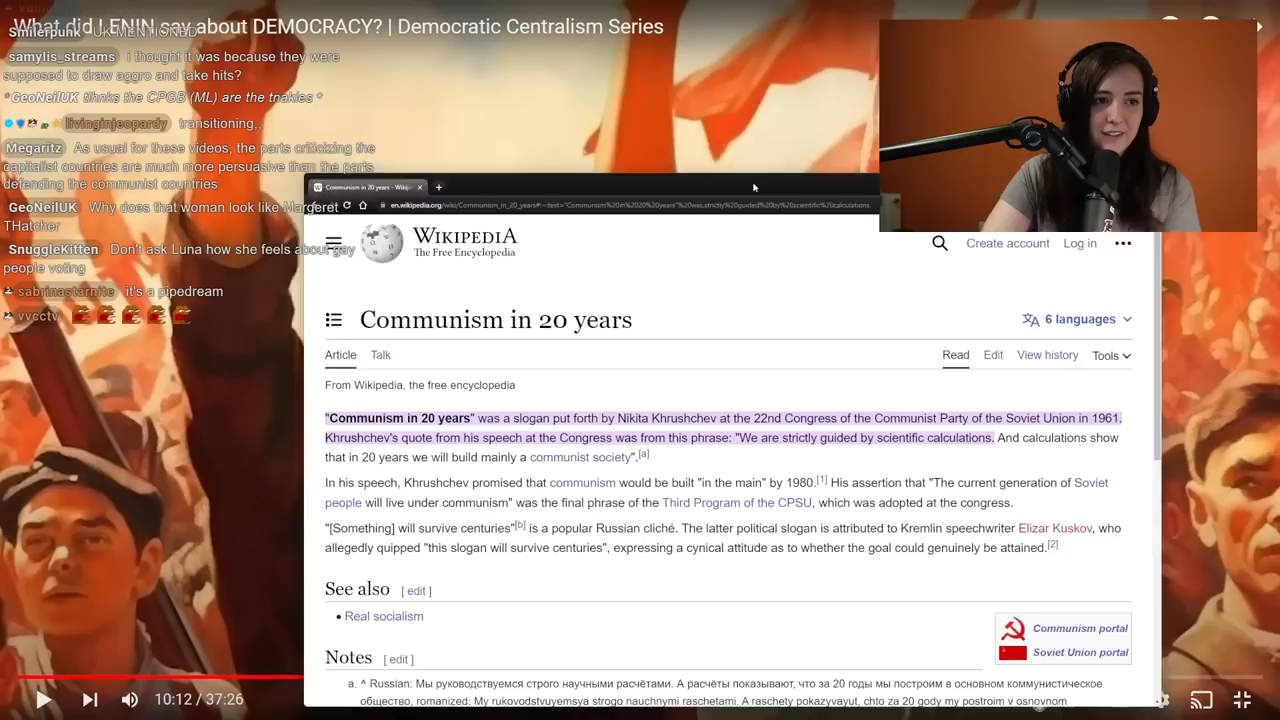 What did LENIN say about DEMOCRACY? | Democratic Centralism Series
Smilerpunk UK MENTIONED
samylis_streams i thought it was because they were
supposed to draw aggro and take hits?
*GeoNeilUK tihnks the CPGB (ML) are the tnakies *
livinginjeopardy transitioning,.
Megaritz As usual for these videos, the parts criticizing the
capitalist countries are much more persuasive than the parts
defending the communist countries
GeoNeilUK Why does that woman look like Margeret
THatcher
SnuggleKitten Don't ask Luna how she feels about gay
people voting
sabrinastarnite it's a pipedream
vvcctv
Communism in 20 years - Wiki
en.wikipedia.org/wiki/Communism_in_20_years#:~:text="Communism%20in%2020%20years"%20was,strictly%20guided%20by%20scientific%20calculations.
WIKIPEDIA
The Free Encyclopedia
Create account Log in
Communism in 20 years
6 languages
Article Talk
Read Edit View history Tools
From Wikipedia, the free encyclopedia
"Communism in 20 years" was a slogan put forth by Nikita Khrushchev at the 22nd Congress of the Communist Party of the Soviet Union in 1961.
Khrushchev's quote from his speech at the Congress was from this phrase: "We are strictly guided by scientific calculations. And calculations show
that in 20 years we will build mainly a communist society".[a]
In his speech, Khrushchev promised that communism would be built "in the main" by 1980.[1] His assertion that "The current generation of Soviet
people will live under communism" was the final phrase of the Third Program of the CPSU, which was adopted at the congress.
"[Something] will survive centuries"[b] is a popular Russian cliché. The latter political slogan is attributed to Kremlin speechwriter Elizar Kuskov, who
allegedly quipped "this slogan will survive centuries", expressing a cynical attitude as to whether the goal could genuinely be attained.[2]
See also [ edit ]
• Real socialism
Communism portal
Soviet Union portal
Notes [ edit ]
a. ^ Russian: Мы руководствуемся строго научными расчётами. А расчёты показывают, что за 20 годы мы построим в основном коммунистическое
общество, romanized: My rukovodstvuyemsya strogo nauchnymi raschetami. A raschety pokazyvayut, chto za 20 gody my postroim v osnovnom
10:12 / 37:26